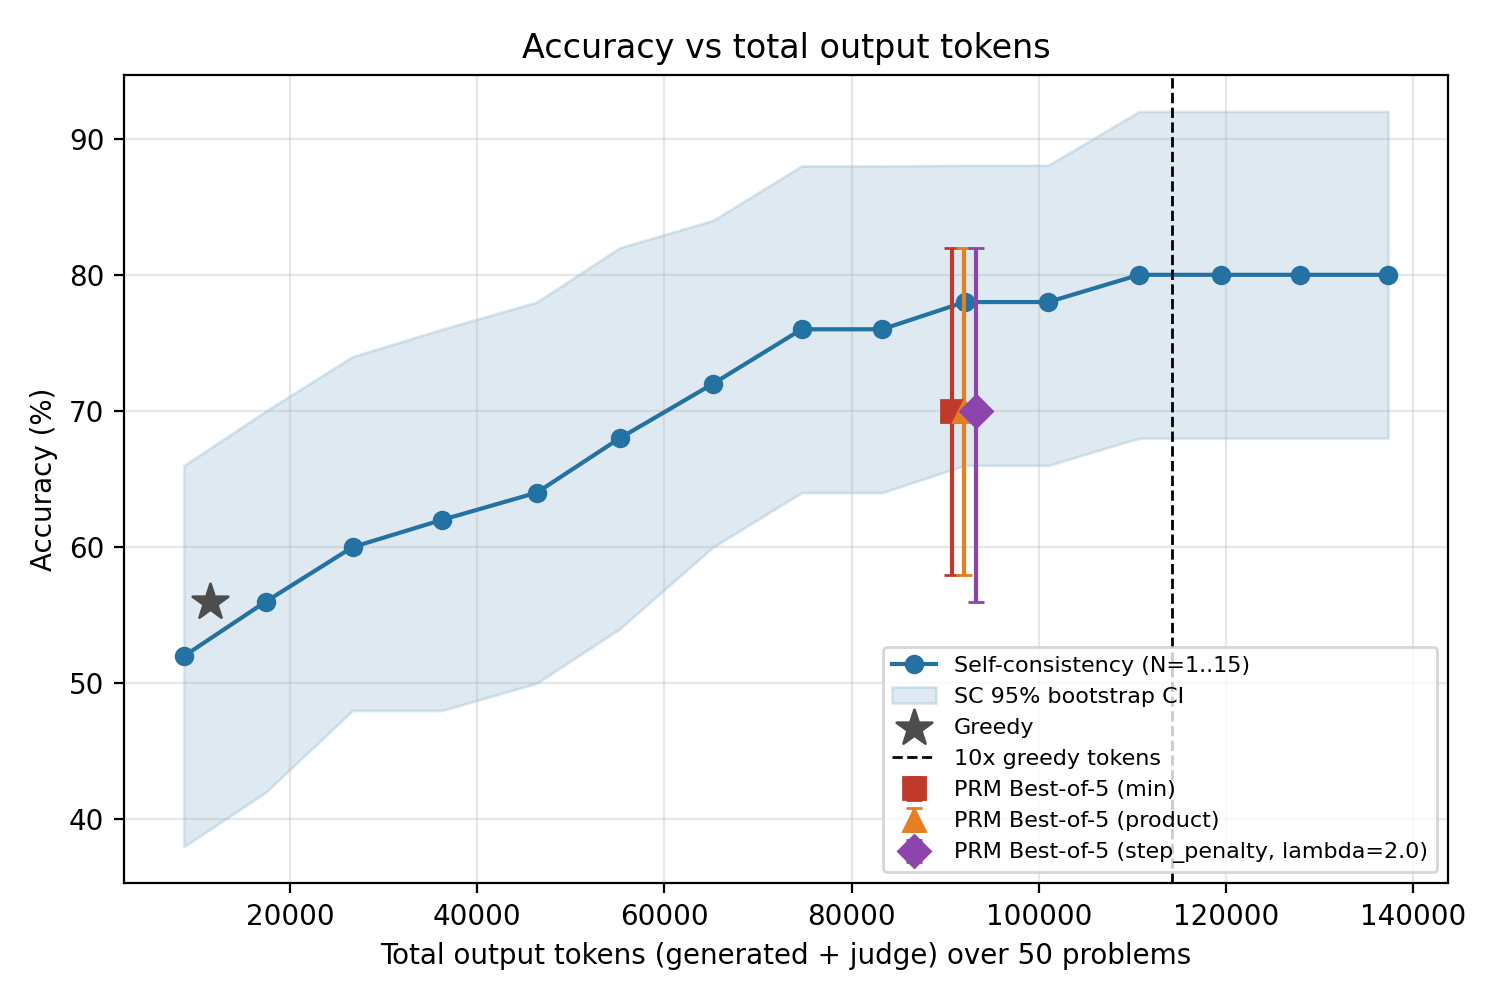 Accuracy vs total output tokens
Accuracy (%)
90
80
70
60
50
40
Self-consistency (N=1..15)
SC 95% bootstrap CI
Greedy
10x greedy tokens
PRM Best-of-5 (min)
PRM Best-of-5 (product)
PRM Best-of-5 (step_penalty, lambda=2.0)
20000 40000 60000 80000 100000 120000 140000
Total output tokens (generated + judge) over 50 problems